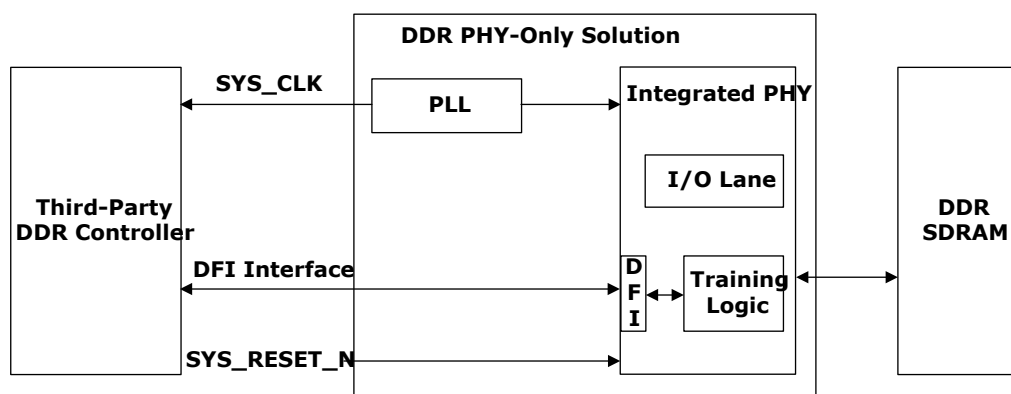 DDR PHY-Only Solution
SYS_CLK
PLL
Integrated PHY
I/O Lane
Third-Party
DDR Controller
DDR
SDRAM
DFI Interface
D
F
I
Training
Logic
SYS_RESET_N